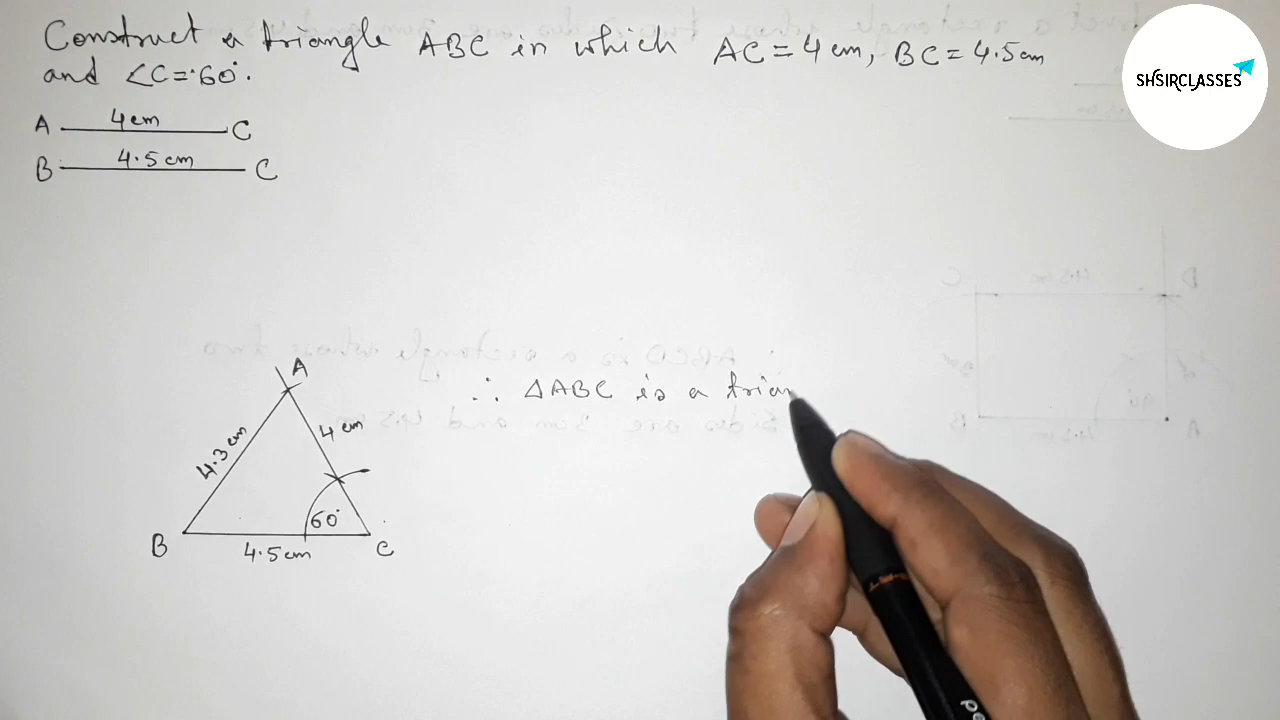 Construct a triangle ABC in which AC = 4 cm, BC = 4.5 cm
and ∠C = 60°.
A 4 cm C
B 4.5 cm C
SHSIRCLASSES
A
4.3 cm
4 cm
∴ △ABC is a trian
60°
B 4.5 cm C